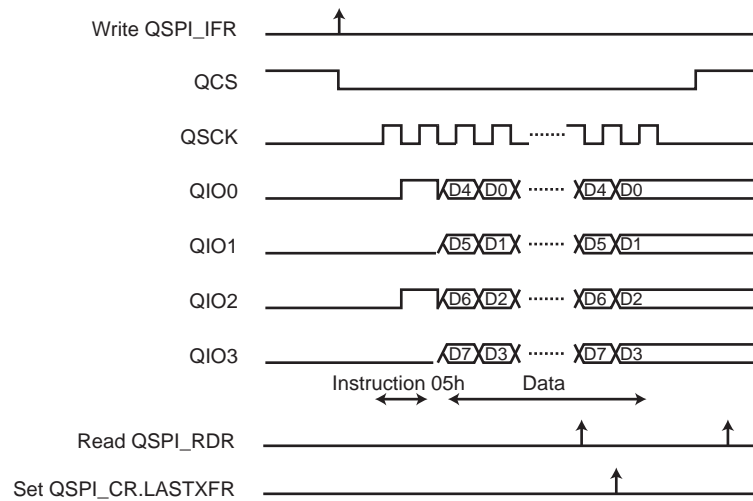 Write QSPI_IFR
QCS
QSCK
QIO0 D4 D0 D4 D0
QIO1 D5 D1 D5 D1
QIO2 D6 D2 D6 D2
QIO3 D7 D3 D7 D3
Instruction 05h Data
Read QSPI_RDR
Set QSPI_CR.LASTXFR